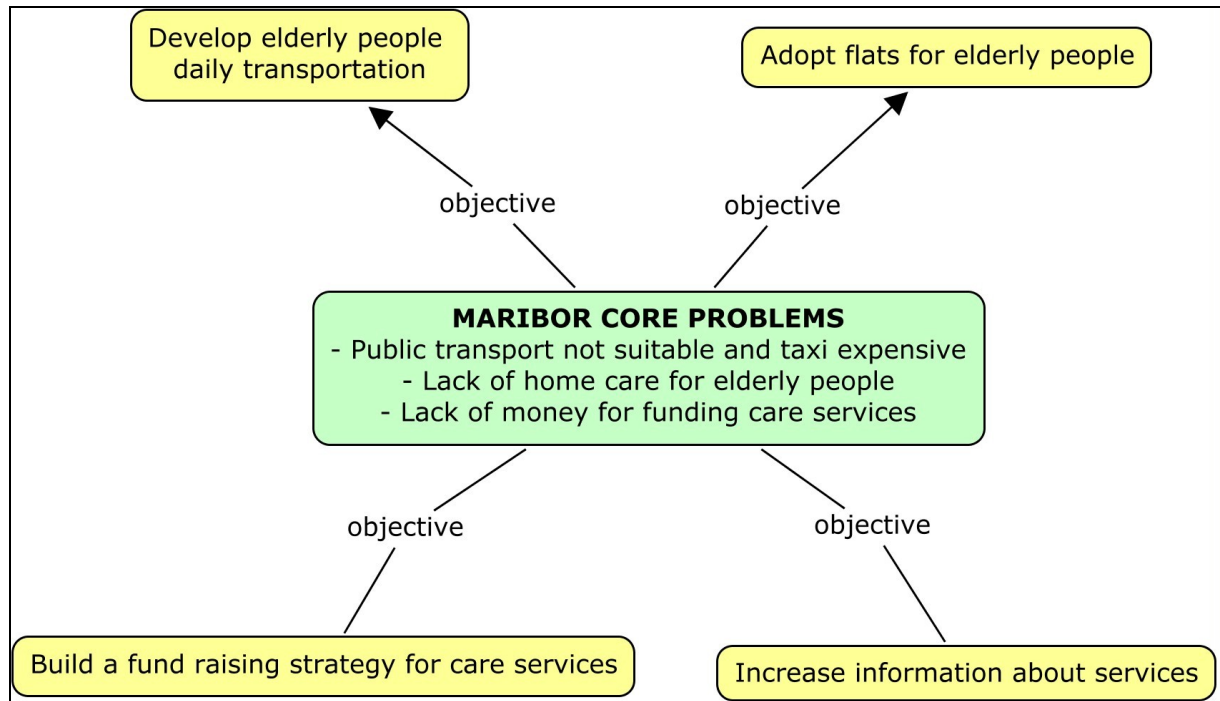 Develop elderly people
daily transportation
Adopt flats for elderly people
objective
objective
MARIBOR CORE PROBLEMS
- Public transport not suitable and taxi expensive
- Lack of home care for elderly people
- Lack of money for funding care services
objective
objective
Build a fund raising strategy for care services
Increase information about services